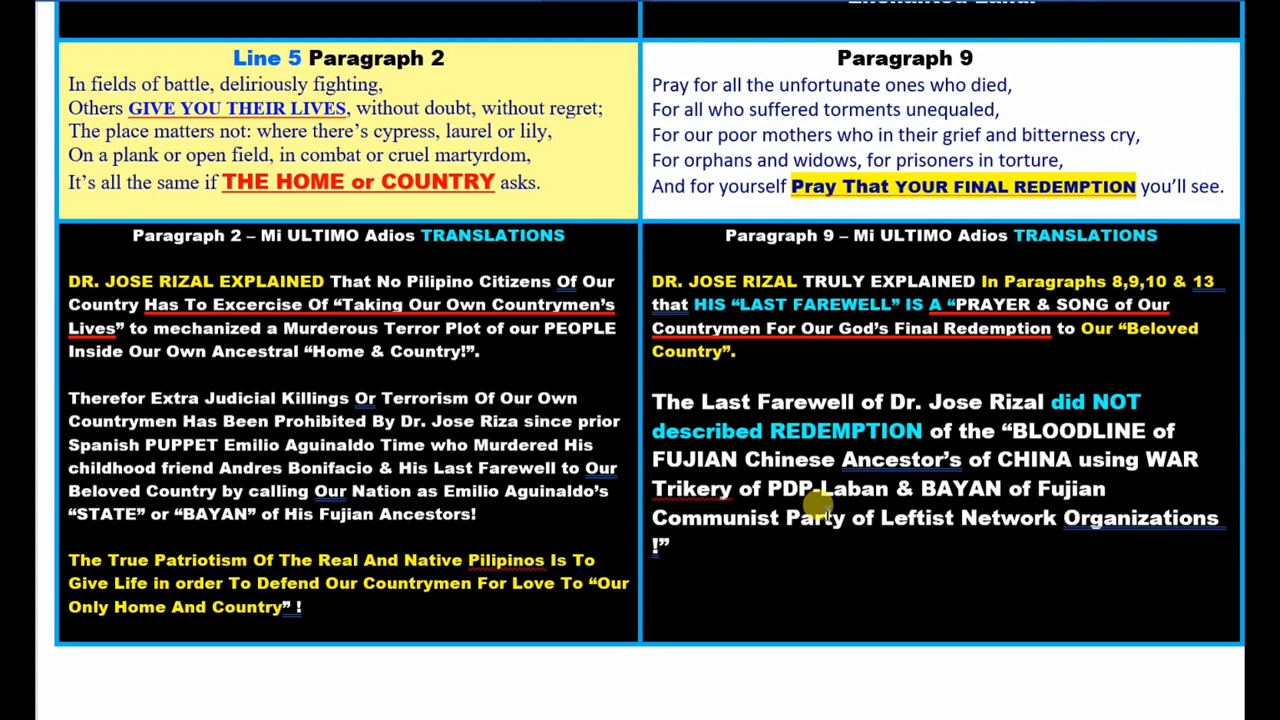 Enchanted Land!
Line 5 Paragraph 2
In fields of battle, deliriously fighting,
Others GIVE YOU THEIR LIVES, without doubt, without regret;
The place matters not: where there's cypress, laurel or lily,
On a plank or open field, in combat or cruel martyrdom,
It's all the same if THE HOME or COUNTRY asks.
Paragraph 9
Pray for all the unfortunate ones who died,
For all who suffered torments unequaled,
For our poor mothers who in their grief and bitterness cry,
For orphans and widows, for prisoners in torture,
And for yourself Pray That YOUR FINAL REDEMPTION you'll see.
Paragraph 2 – Mi ULTIMO Adios TRANSLATIONS
DR. JOSE RIZAL EXPLAINED That No Pilipino Citizens Of Our
Country Has To Excercise Of “Taking Our Own Countrymen's
Lives” to mechanized a Murderous Terror Plot of our PEOPLE
Inside Our Own Ancestral “Home & Country!”.
Therefor Extra Judicial Killings Or Terrorism Of Our Own
Countrymen Has Been Prohibited By Dr. Jose Riza since prior
Spanish PUPPET Emilio Aguinaldo Time who Murdered His
childhood friend Andres Bonifacio & His Last Farewell to Our
Beloved Country by calling Our Nation as Emilio Aguinaldo's
“STATE” or “BAYAN” of His Fujian Ancestors!
The True Patriotism Of The Real And Native Pilipinos Is To
Give Life in order To Defend Our Countrymen For Love To “Our
Only Home And Country” !
Paragraph 9 – Mi ULTIMO Adios TRANSLATIONS
DR. JOSE RIZAL TRULY EXPLAINED In Paragraphs 8,9,10 & 13
that HIS “LAST FAREWELL” IS A “PRAYER & SONG of Our
Countrymen For Our God's Final Redemption to Our “Beloved
Country”.
The Last Farewell of Dr. Jose Rizal did NOT
described REDEMPTION of the “BLOODLINE of
FUJIAN Chinese Ancestor's of CHINA using WAR
Trikery of PDP-Laban & BAYAN of Fujian
Communist Party of Leftist Network Organizations
!”